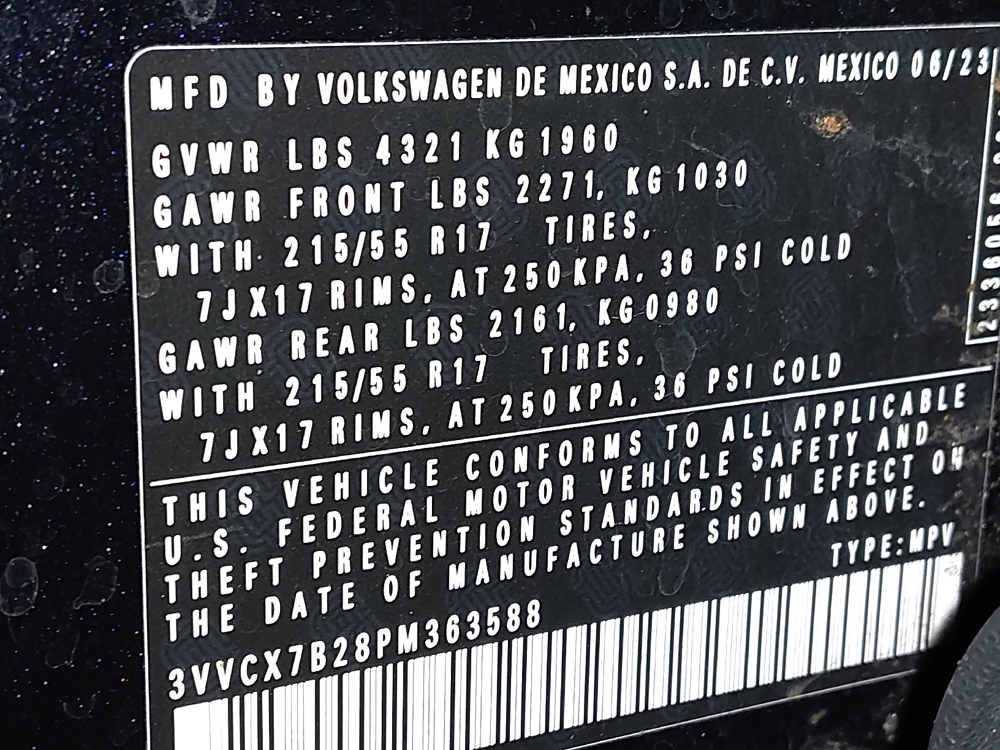 MFD BY VOLKSWAGEN DE MEXICO S.A. DE C.V. MEXICO 06/23
GVWR LBS 4321 KG 1960
GAWR FRONT LBS 2271, KG 1030
WITH 215/55 R17 TIRES,
7J X17 RIMS, AT 250 KPA, 36 PSI COLD
GAWR REAR LBS 2161, KG 0980
WITH 215/55 R17 TIRES,
7J X17 RIMS, AT 250 KPA, 36 PSI COLD
THIS VEHICLE CONFORMS TO ALL APPLICABLE
U.S. FEDERAL MOTOR VEHICLE SAFETY AND
THEFT PREVENTION STANDARDS IN EFFECT ON
THE DATE OF MANUFACTURE SHOWN ABOVE.
TYPE:MPV
3VVCX7B28PM363588